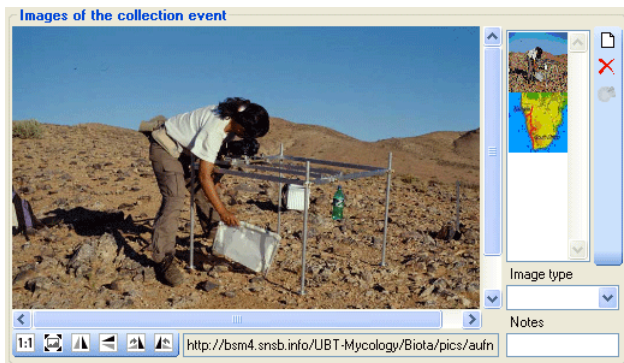 Images of the collection event
Image type
Notes
1:1
http://bsm4.snsb.info/UBT-Mycology/Biota/pics/aufn